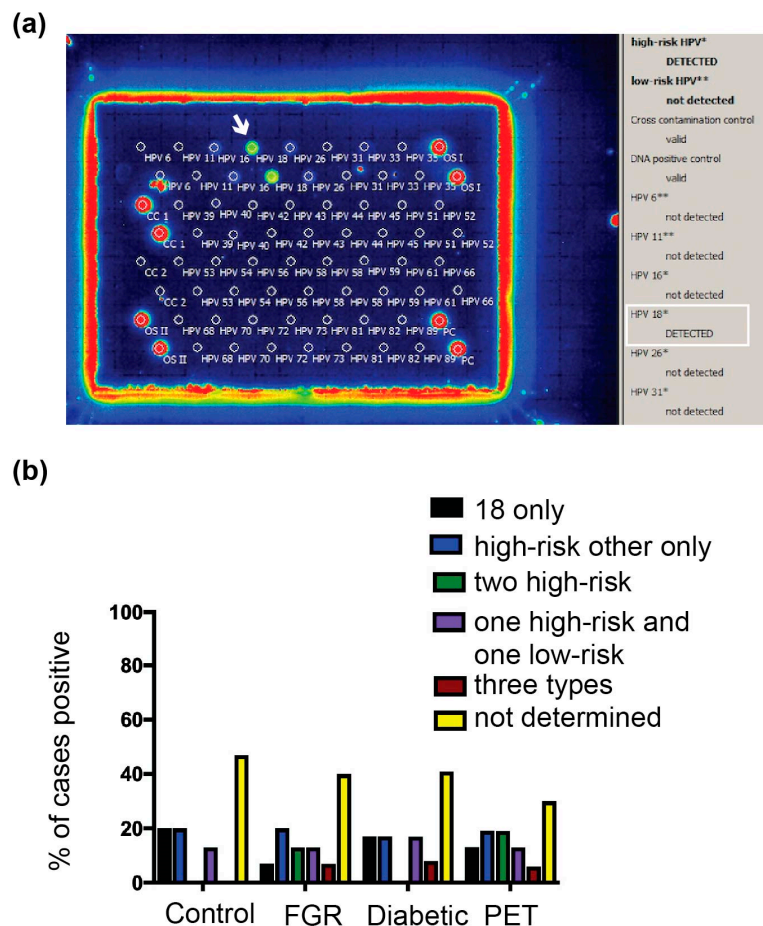 (a)
high-risk HPV*
DETECTED
low-risk HPV**
not detected
Cross contamination control
valid
DNA positive control
valid
HPV 6**
not detected
HPV 11**
not detected
HPV 16*
not detected
HPV 18*
DETECTED
HPV 26*
not detected
HPV 31*
not detected
HPV 6 HPV 11 HPV 16 HPV 18 HPV 26 HPV 31 HPV 33 HPV 35 OS I
HPV 6 HPV 11 HPV 16 HPV 18 HPV 26 HPV 31 HPV 33 HPV 35 OS I
CC 1 HPV 39 HPV 40 HPV 42 HPV 43 HPV 44 HPV 45 HPV 51 HPV 52
CC 1 HPV 39 HPV 40 HPV 42 HPV 43 HPV 44 HPV 45 HPV 51 HPV 52
CC 2 HPV 53 HPV 54 HPV 56 HPV 58 HPV 58 HPV 59 HPV 61 HPV 66
CC 2 HPV 53 HPV 54 HPV 56 HPV 58 HPV 58 HPV 59 HPV 61 HPV 66
OS II HPV 68 HPV 70 HPV 72 HPV 73 HPV 81 HPV 82 HPV 89 PC
OS II HPV 68 HPV 70 HPV 72 HPV 73 HPV 81 HPV 82 HPV 89 PC
(b)
18 only
high-risk other only
two high-risk
one high-risk and
one low-risk
three types
not determined
% of cases positive
100
80
60
40
20
0
Control FGR Diabetic PET